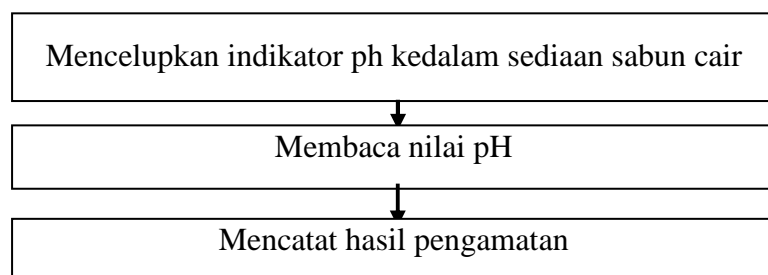 Mencelupkan indikator ph kedalam sediaan sabun cair
Membaca nilai pH
Mencatat hasil pengamatan